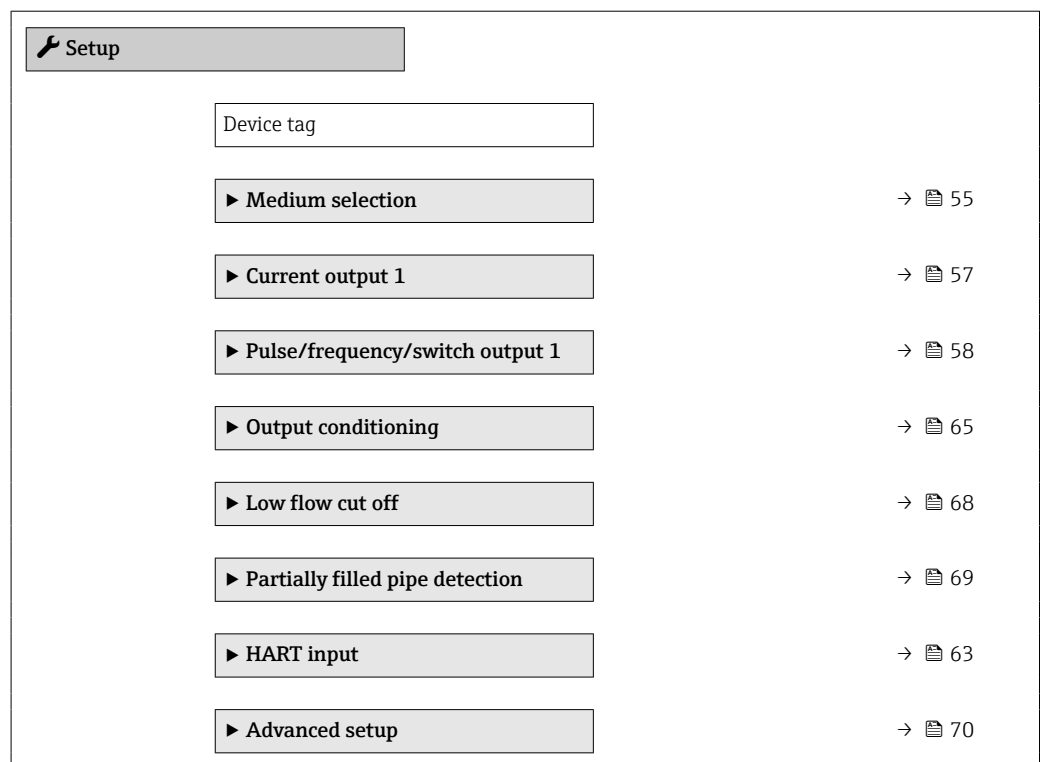 Setup
Device tag
▶ Medium selection → 55
▶ Current output 1 → 57
▶ Pulse/frequency/switch output 1 → 58
▶ Output conditioning → 65
▶ Low flow cut off → 68
▶ Partially filled pipe detection → 69
▶ HART input → 63
▶ Advanced setup → 70